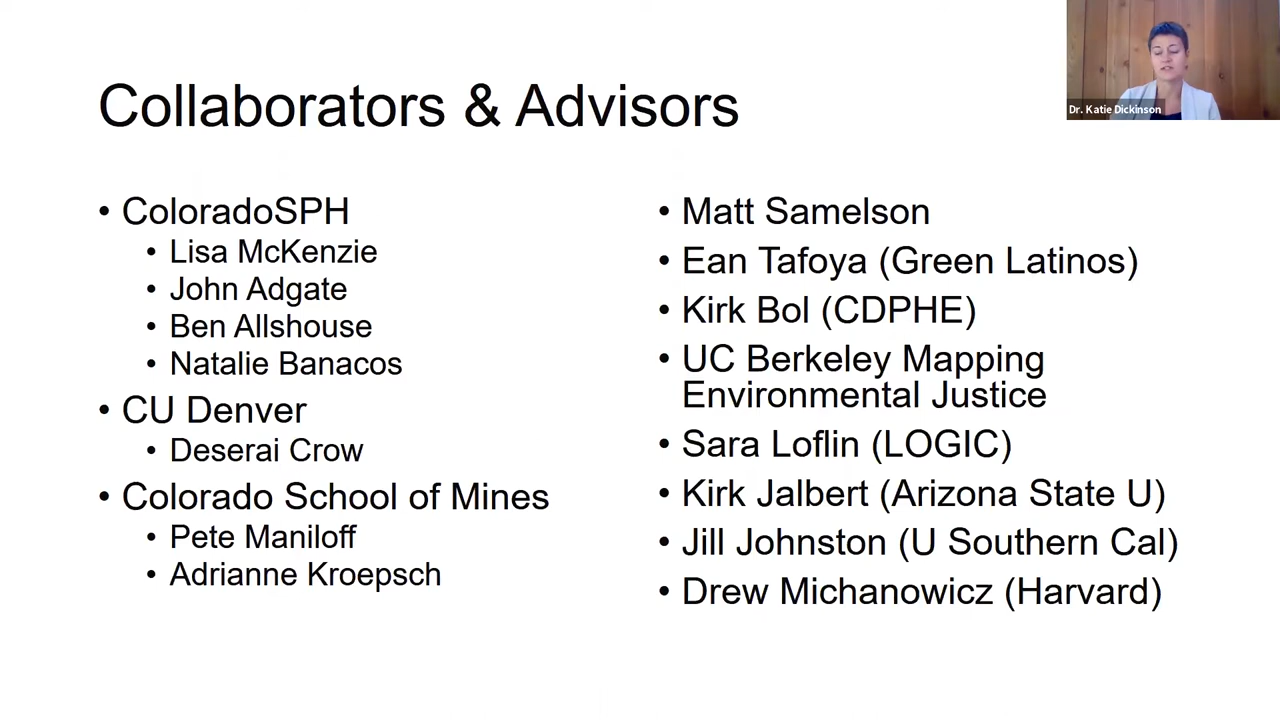 Collaborators & Advisors
• ColoradoSPH
• Lisa McKenzie
• John Adgate
• Ben Allshouse
• Natalie Banacos
• CU Denver
• Deserai Crow
• Colorado School of Mines
• Pete Maniloff
• Adrianne Kroepsch
• Matt Samelson
• Ean Tafoya (Green Latinos)
• Kirk Bol (CDPHE)
• UC Berkeley Mapping
Environmental Justice
• Sara Loflin (LOGIC)
• Kirk Jalbert (Arizona State U)
• Jill Johnston (U Southern Cal)
• Drew Michanowicz (Harvard)
Dr. Katie Dickinson